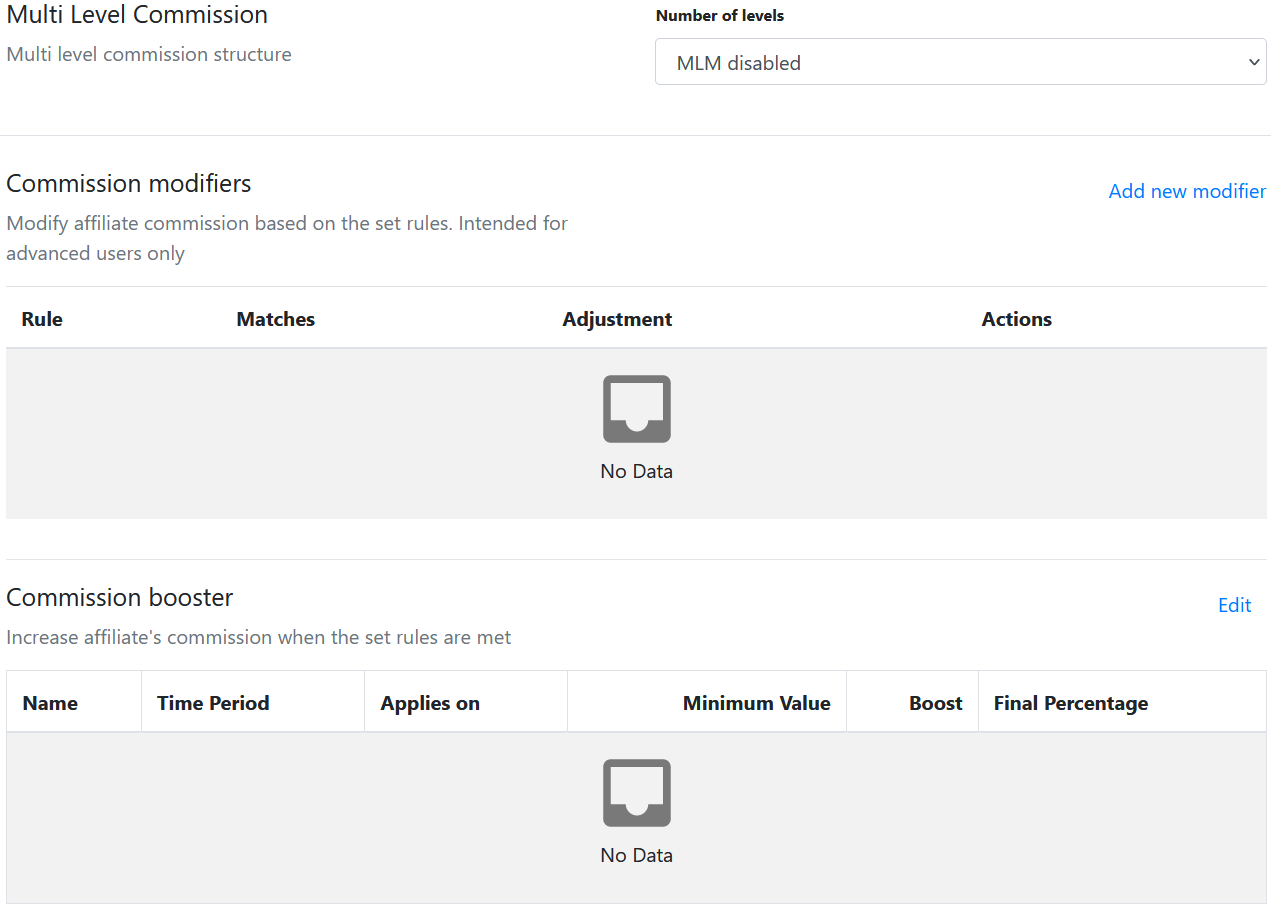 Multi Level Commission
Multi level commission structure
Number of levels
MLM disabled
Commission modifiers
Add new modifier
Modify affiliate commission based on the set rules. Intended for
advanced users only
Rule Matches Adjustment Actions
No Data
Commission booster
Edit
Increase affiliate's commission when the set rules are met
Name Time Period Applies on Minimum Value Boost Final Percentage
No Data